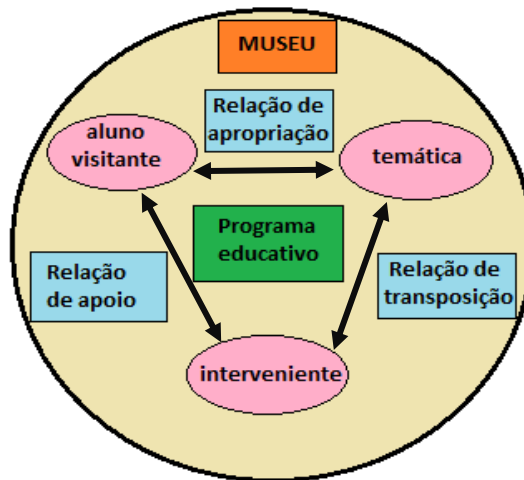 MUSEU
Relação de
apropriação
aluno
visitante
temática
Programa
educativo
Relação
de apoio
Relação de
transposição
interveniente